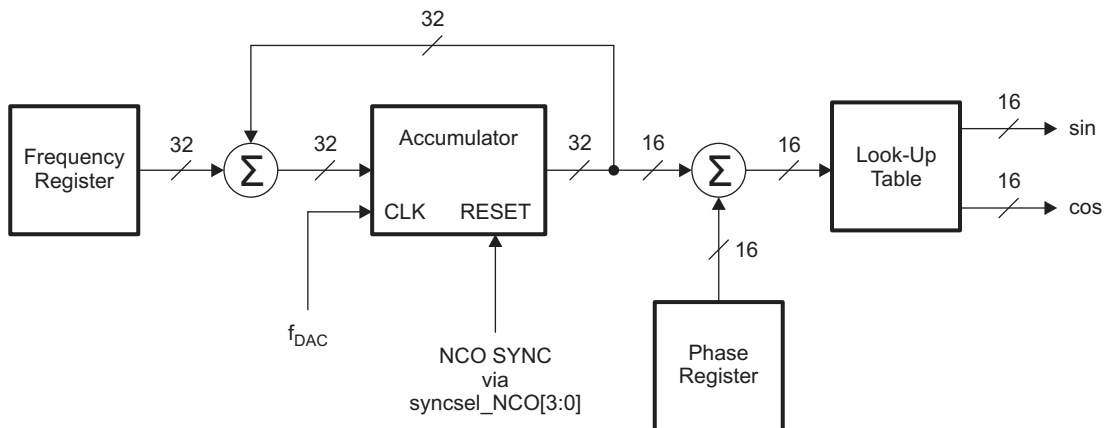 32
Frequency
Register
32
Σ
32
Accumulator
CLK
RESET
32
16
Σ
16
Look-Up
Table
16
sin
16
cos
16
f_DAC
NCO SYNC
via
syncsel_NCO[3:0]
Phase
Register